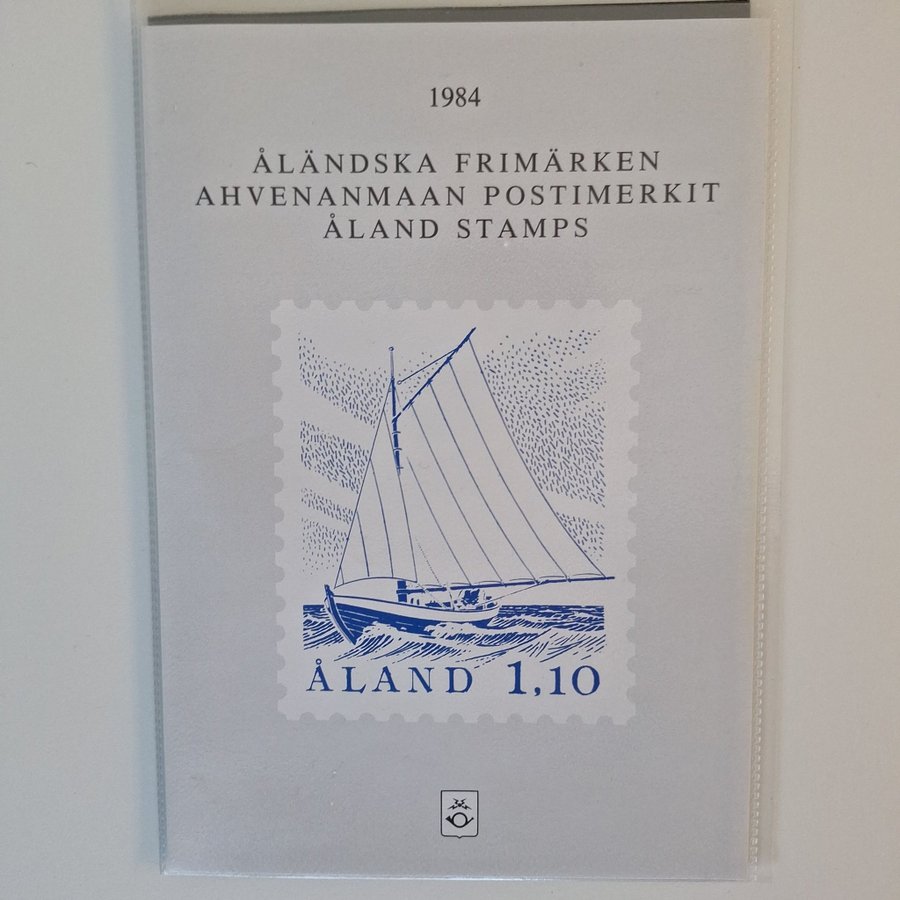 1984
ÅLÄNDSKA FRIMÄRKEN
AHVENANMAAN POSTIMERKIT
ÅLAND STAMPS
ÅLAND 1,10